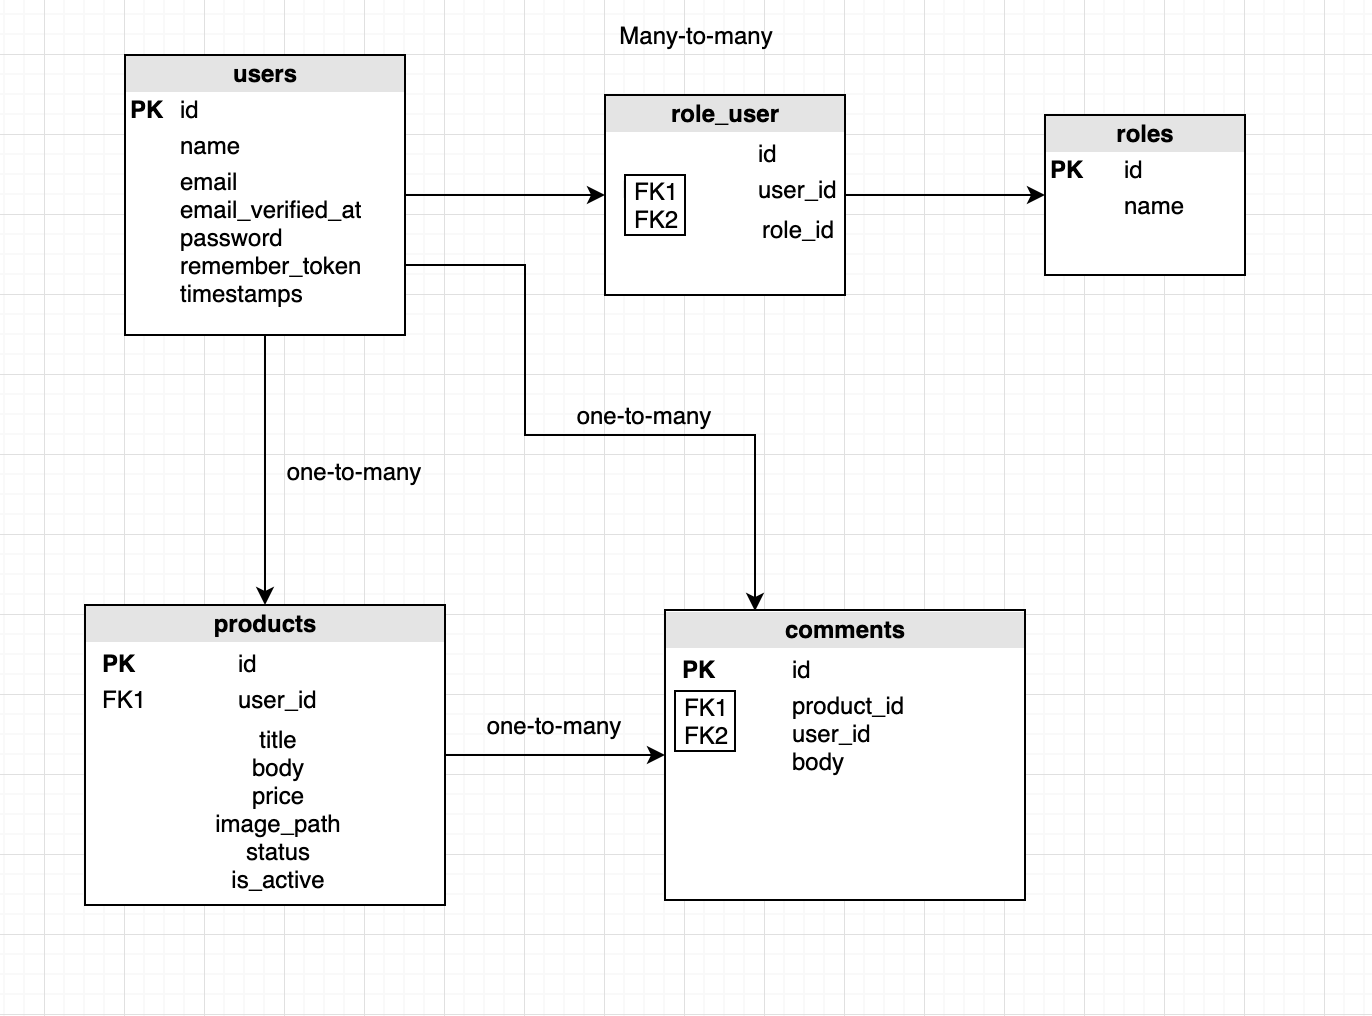 Many-to-many
users
PK id
name
email
email_verified_at
password
remember_token
timestamps
role_user
id
FK1 user_id
FK2 role_id
roles
PK id
name
one-to-many
one-to-many
products
PK id
FK1 user_id
title
body
price
image_path
status
is_active
one-to-many
comments
PK id
FK1 product_id
FK2 user_id
body